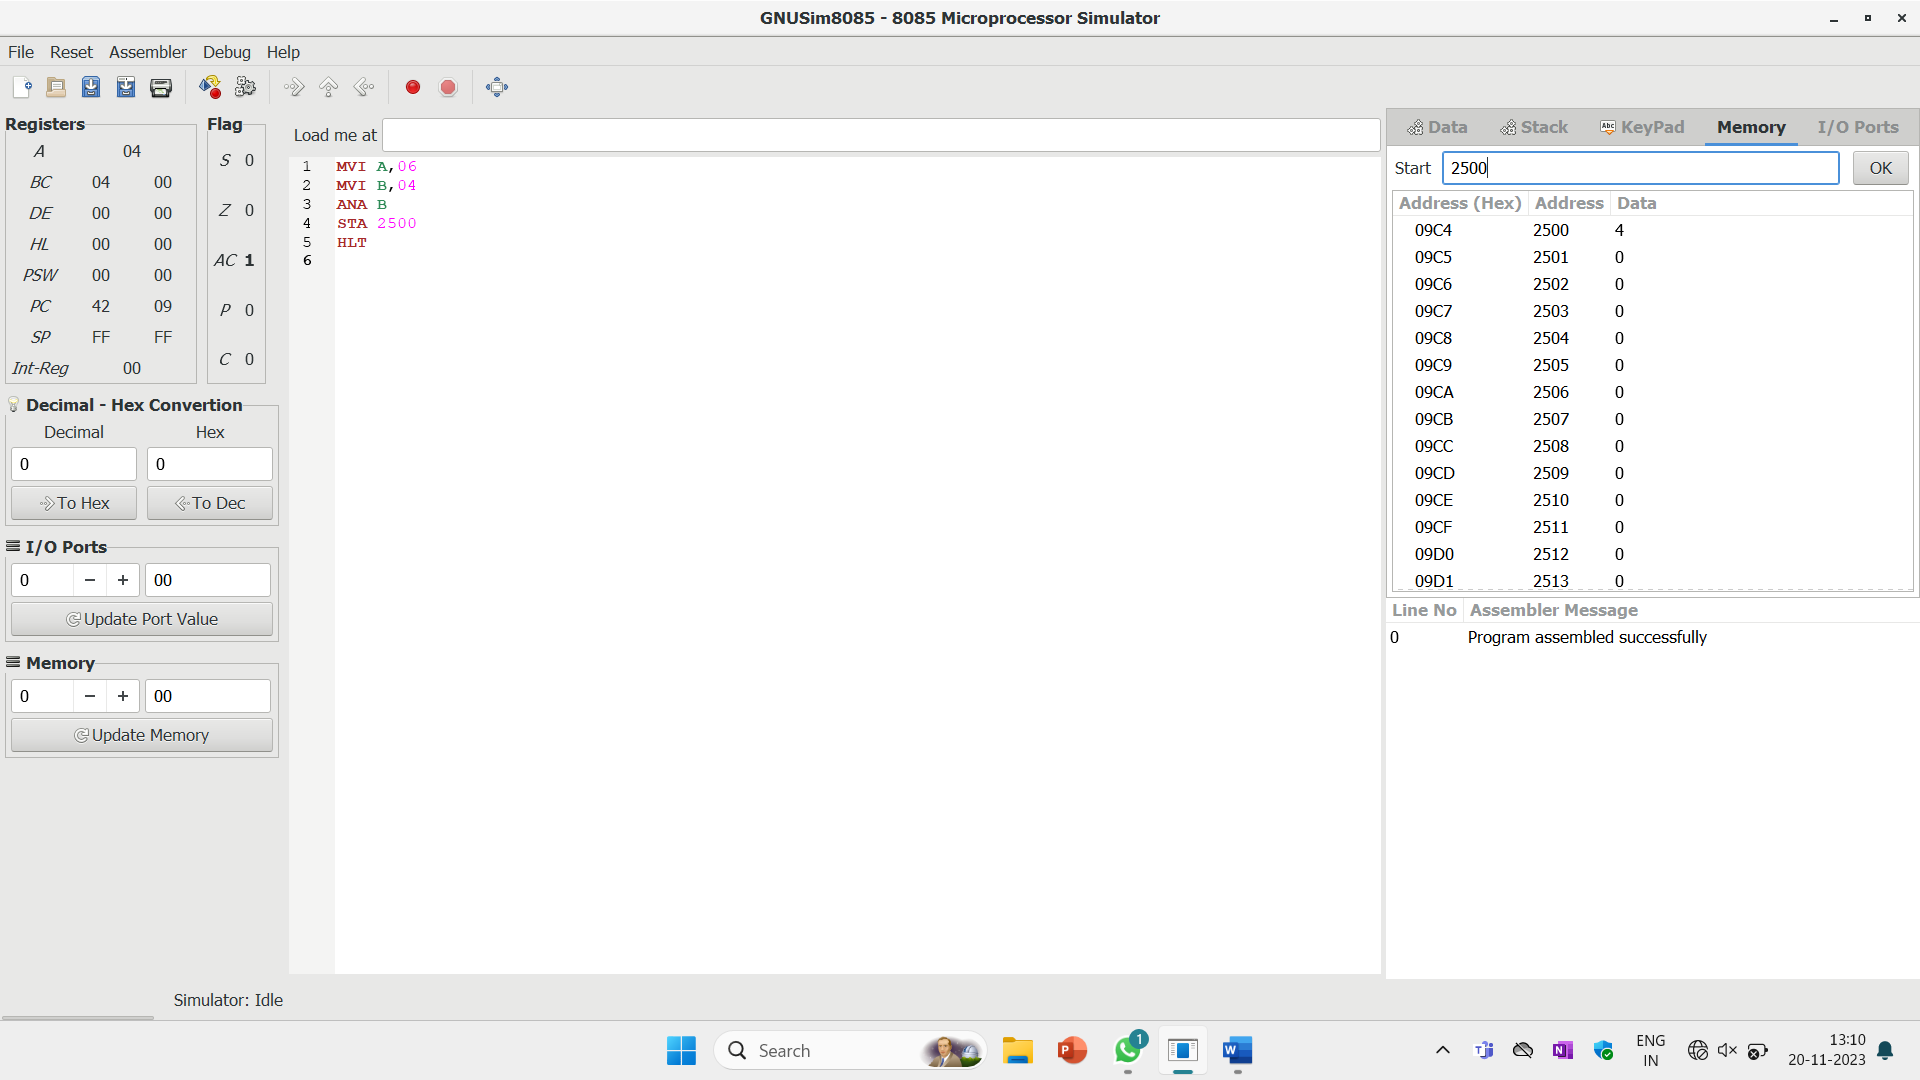 GNUSim8085 - 8085 Microprocessor Simulator
File Reset Assembler Debug Help
Registers
A 04
BC 04 00
DE 00 00
HL 00 00
PSW 00 00
PC 42 09
SP FF FF
Int-Reg 00
Flag
S 0
Z 0
AC 1
P 0
C 0
Decimal - Hex Convertion
Decimal Hex
0 0
To Hex To Dec
I/O Ports
0 − + 00
Update Port Value
Memory
0 − + 00
Update Memory
Load me at
1 MVI A,06
2 MVI B,04
3 ANA B
4 STA 2500
5 HLT
6
Data Stack Abc KeyPad Memory I/O Ports
Start 2500 OK
Address (Hex) Address Data
09C4 2500 4
09C5 2501 0
09C6 2502 0
09C7 2503 0
09C8 2504 0
09C9 2505 0
09CA 2506 0
09CB 2507 0
09CC 2508 0
09CD 2509 0
09CE 2510 0
09CF 2511 0
09D0 2512 0
09D1 2513 0
Line No Assembler Message
0 Program assembled successfully
Simulator: Idle
Search
P
1
W
N
ENG
IN
13:10
20-11-2023